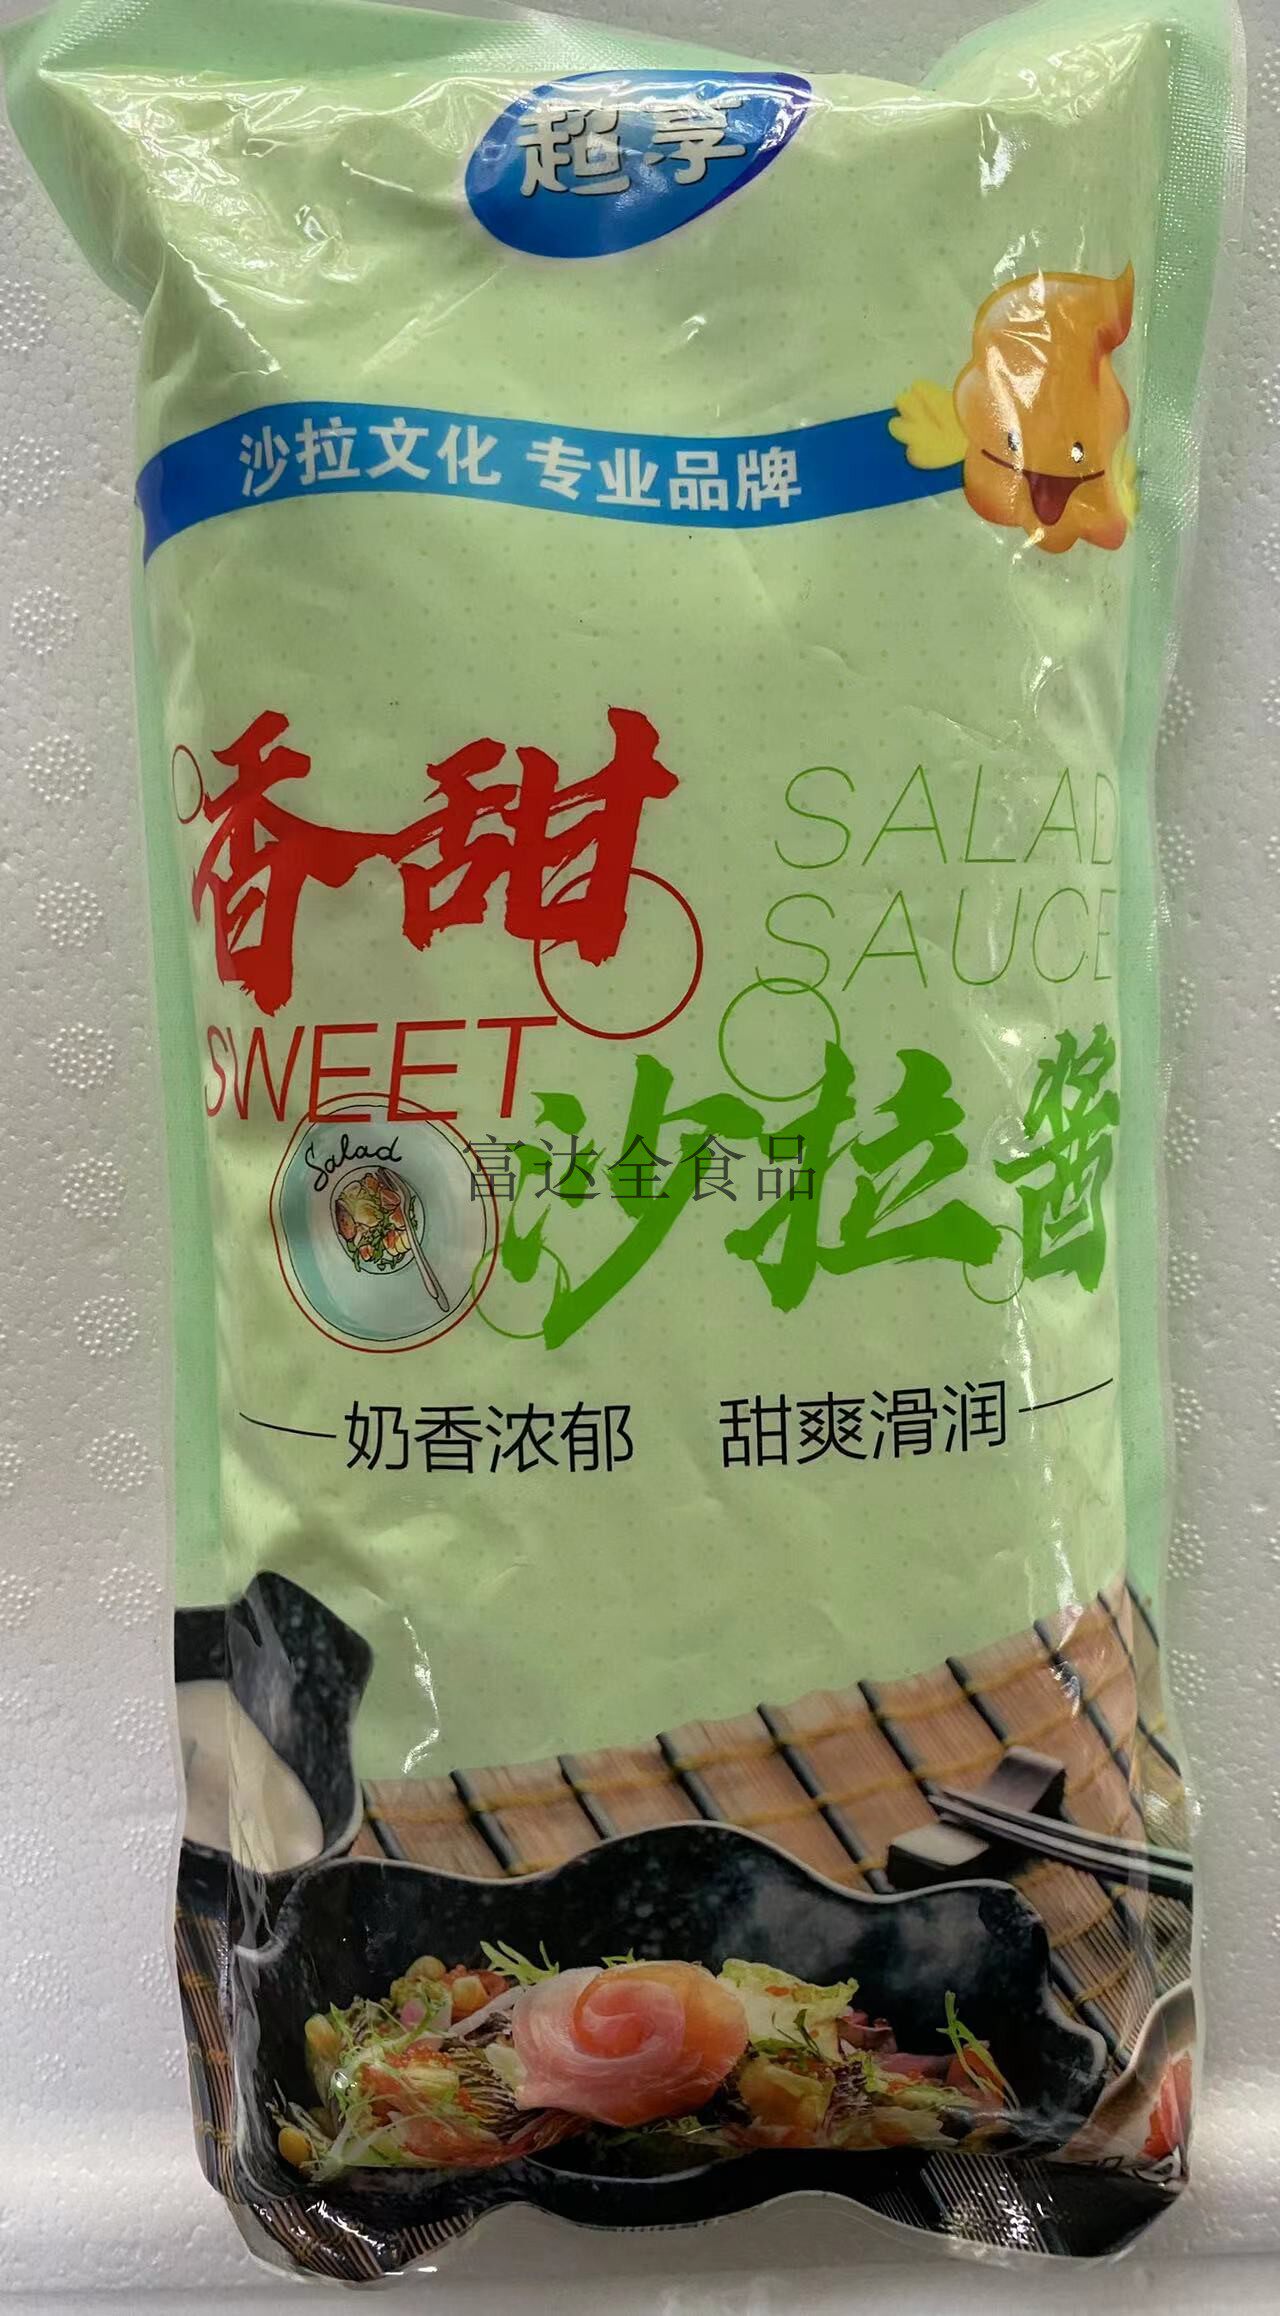 超享
沙拉文化 专业品牌
香甜
SALAD
SAUCE
SWEET
沙拉酱
Salad
富达全食品
奶香浓郁 甜爽滑润